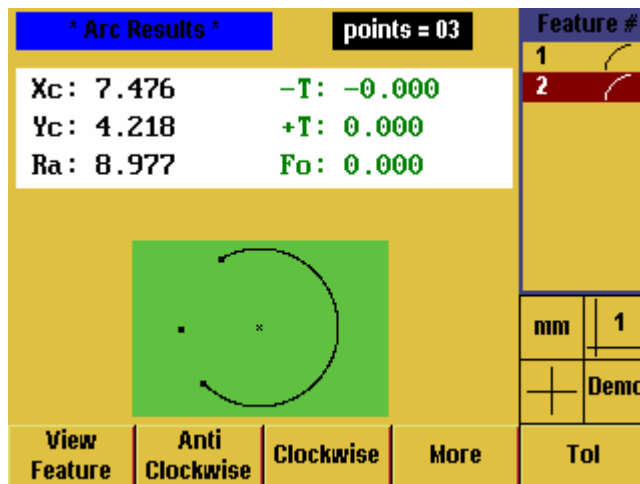 * Arc Results *
points = 03
Feature #
1
2
Xc: 7.476 -T: -0.000
Yc: 4.218 +T: 0.000
Ra: 8.977 Fo: 0.000
mm
1
Demo
View Feature
Anti Clockwise
Clockwise
More
Tol